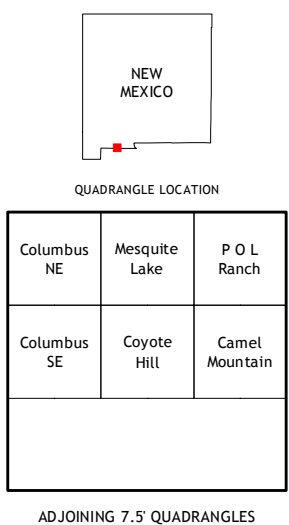 NEW
MEXICO
QUADRANGLE LOCATION
Columbus
NE
Mesquite
Lake
P O L
Ranch
Columbus
SE
Coyote
Hill
Camel
Mountain
ADJOINING 7.5' QUADRANGLES